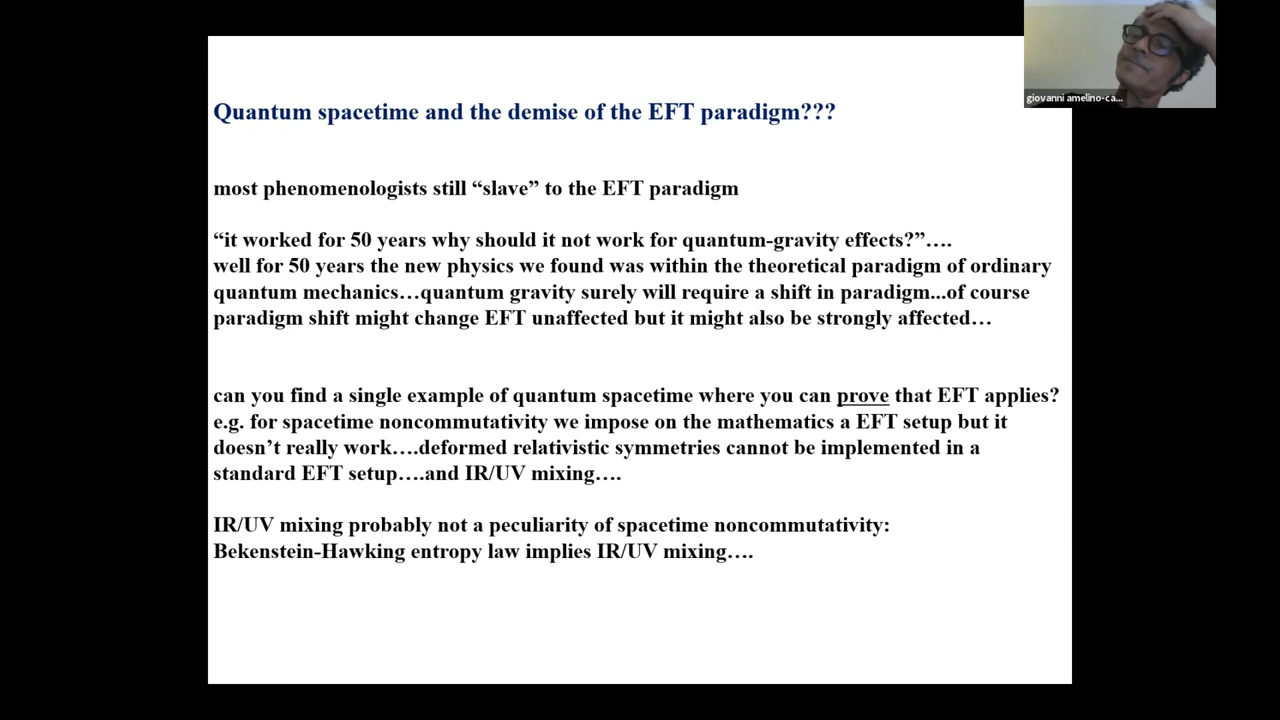 giovanni amelino-ca...
Quantum spacetime and the demise of the EFT paradigm???
most phenomenologists still “slave” to the EFT paradigm
“it worked for 50 years why should it not work for quantum-gravity effects?”….
well for 50 years the new physics we found was within the theoretical paradigm of ordinary
quantum mechanics…quantum gravity surely will require a shift in paradigm...of course
paradigm shift might change EFT unaffected but it might also be strongly affected…
can you find a single example of quantum spacetime where you can prove that EFT applies?
e.g. for spacetime noncommutativity we impose on the mathematics a EFT setup but it
doesn’t really work….deformed relativistic symmetries cannot be implemented in a
standard EFT setup….and IR/UV mixing….
IR/UV mixing probably not a peculiarity of spacetime noncommutativity:
Bekenstein-Hawking entropy law implies IR/UV mixing….